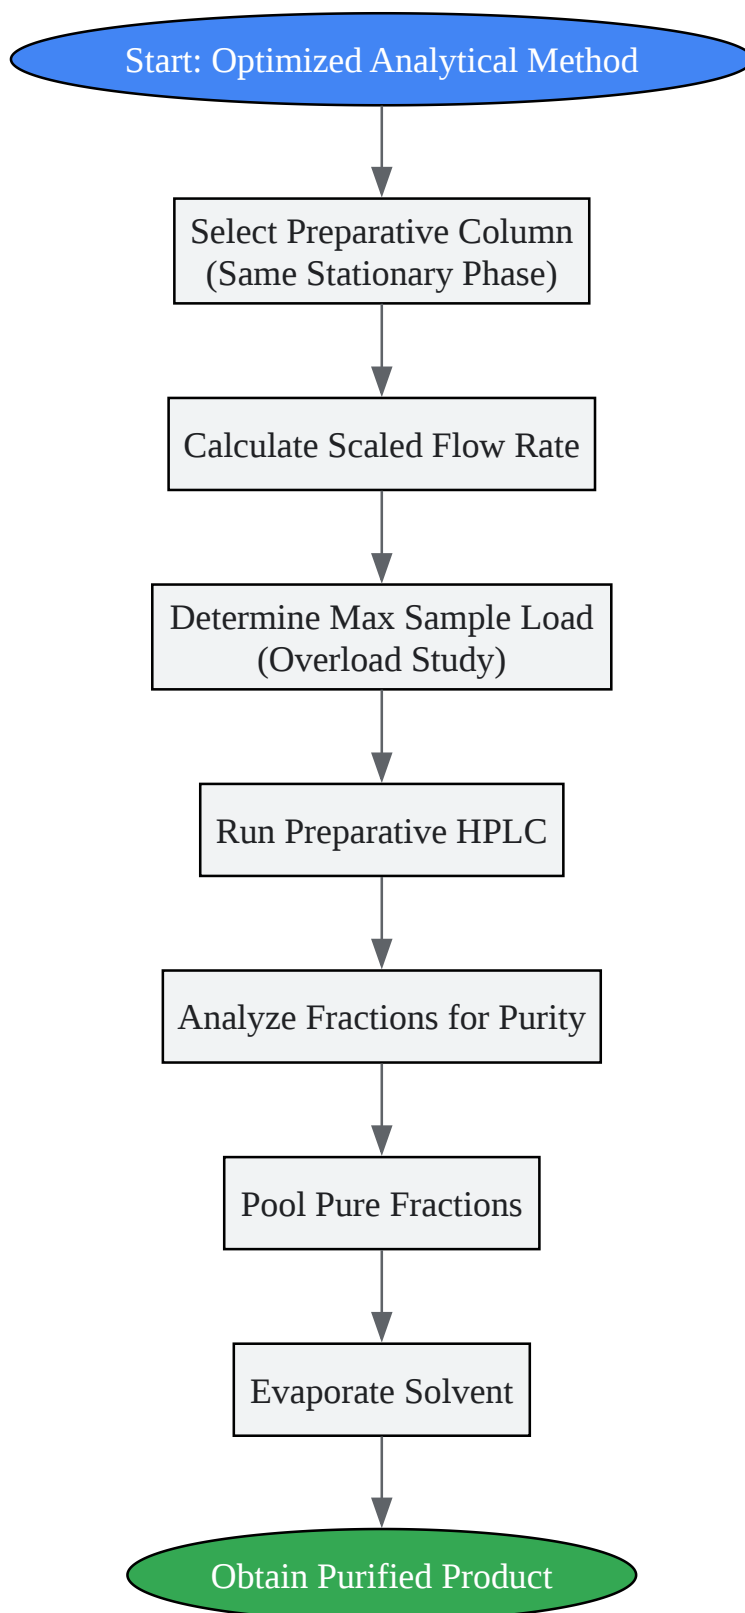 Start: Optimized Analytical Method
Select Preparative Column
(Same Stationary Phase)
Calculate Scaled Flow Rate
Determine Max Sample Load
(Overload Study)
Run Preparative HPLC
Analyze Fractions for Purity
Pool Pure Fractions
Evaporate Solvent
Obtain Purified Product